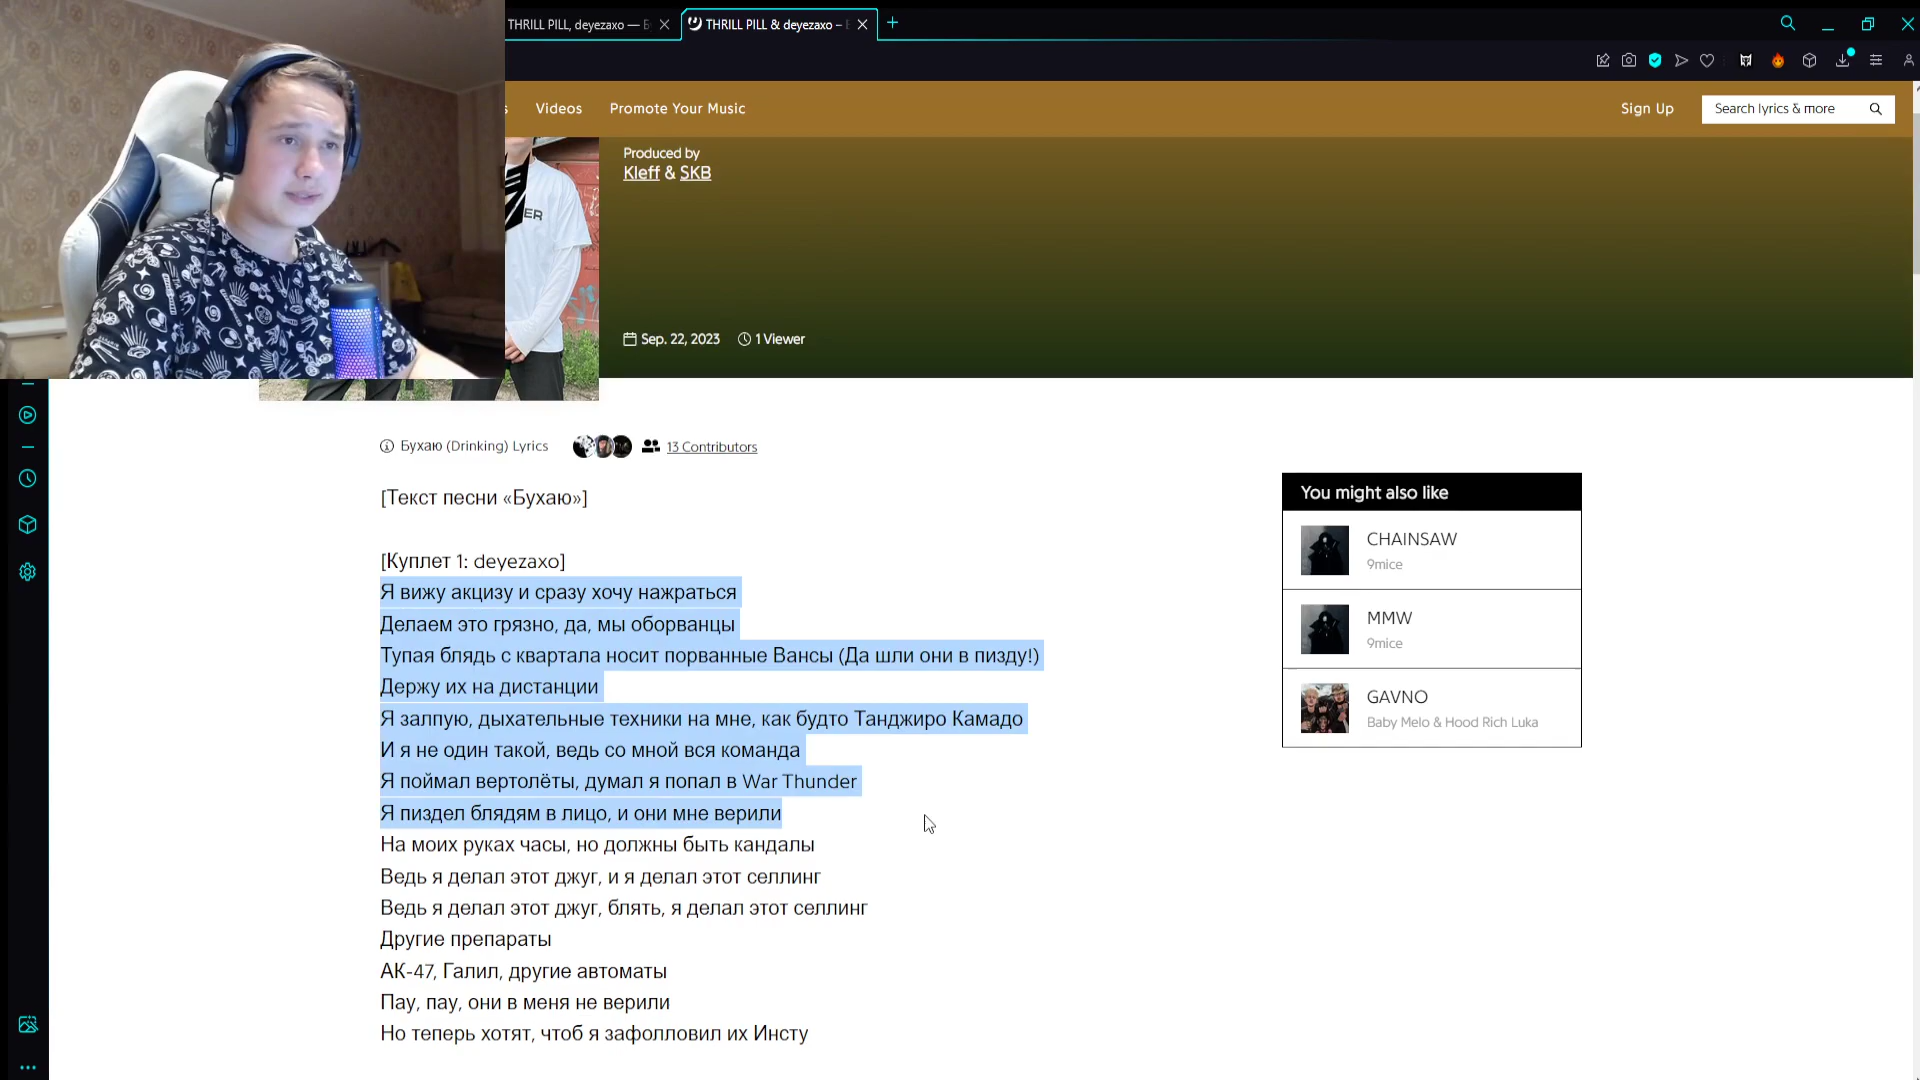 THRILL PILL, deyezaxo —
THRILL PILL & deyezaxo –
Videos
Promote Your Music
Sign Up
Search lyrics & more
Produced by
Kleff & SKB
ER
Sep. 22, 2023
1 Viewer
Бухаю (Drinking) Lyrics
13 Contributors
[Текст песни «Бухаю»]
[Куплет 1: deyezaxo]
Я вижу акцизу и сразу хочу нажраться
Делаем это грязно, да, мы оборванцы
Тупая блядь с квартала носит порванные Вансы (Да шли они в пизду!)
Держу их на дистанции
Я залпую, дыхательные техники на мне, как будто Танджиро Камадо
И я не один такой, ведь со мной вся команда
Я поймал вертолёты, думал я попал в War Thunder
Я пиздел блядям в лицо, и они мне верили
На моих руках часы, но должны быть кандалы
Ведь я делал этот джуг, и я делал этот селлинг
Ведь я делал этот джуг, блять, я делал этот селлинг
Другие препараты
АК-47, Галил, другие автоматы
Пау, пау, они в меня не верили
Но теперь хотят, чтоб я зафолловил их Инсту
You might also like
CHAINSAW
9mice
MMW
9mice
GAVNO
Baby Melo & Hood Rich Luka